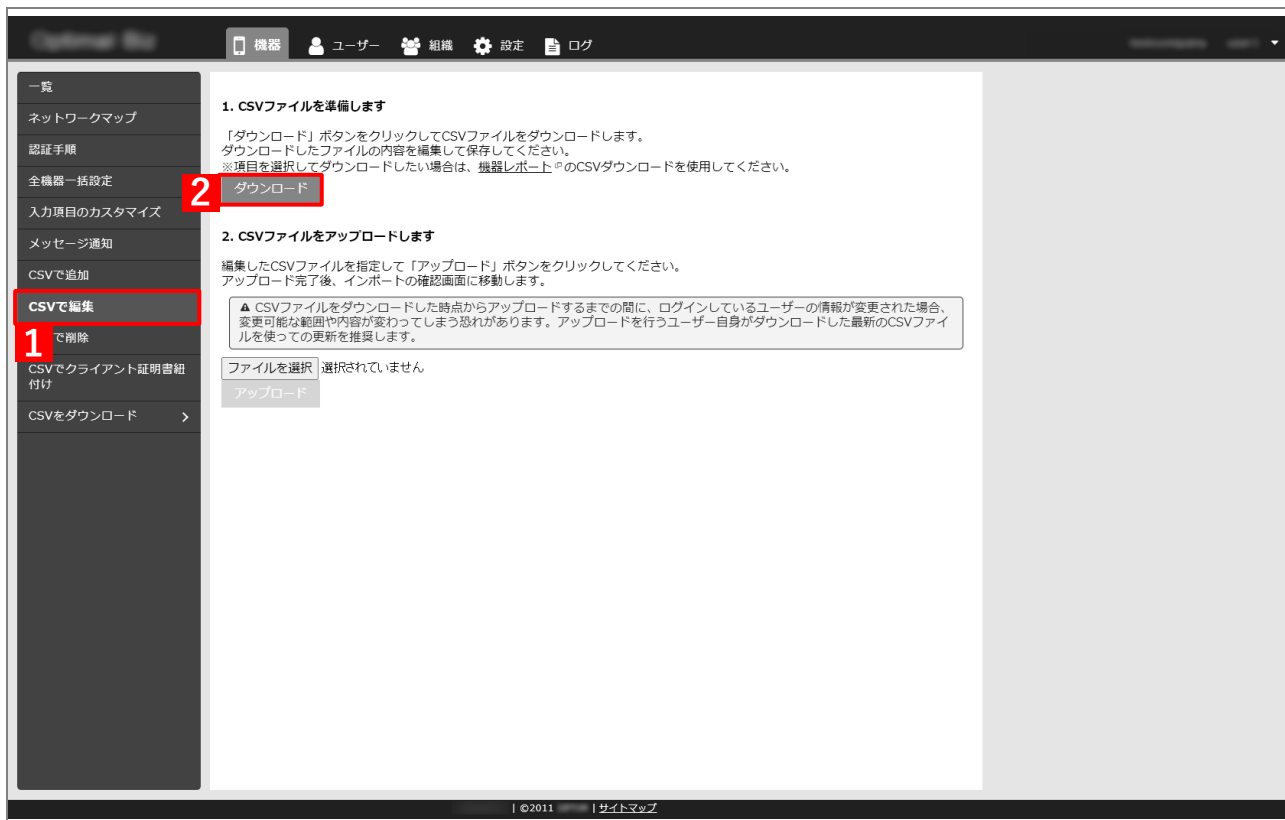 機器 ユーザー 組織 設定 ログ
一覧
ネットワークマップ
認証手順
全機器一括設定
入力項目のカスタマイズ
メッセージ通知
CSVで追加
CSVで編集
1
で削除
CSVでクライアント証明書紐
付け
CSVをダウンロード
1. CSVファイルを準備します
「ダウンロード」ボタンをクリックしてCSVファイルをダウンロードします。
ダウンロードしたファイルの内容を編集して保存してください。
※項目を選択してダウンロードしたい場合は、機器レポートのCSVダウンロードを使用してください。
2
ダウンロード
2. CSVファイルをアップロードします
編集したCSVファイルを指定して「アップロード」ボタンをクリックしてください。
アップロード完了後、インポートの確認画面に移動します。
CSVファイルをダウンロードした時点からアップロードするまでの間に、ログインしているユーザーの情報が変更された場合、
変更可能な範囲や内容が変わってしまう恐れがあります。アップロードを行うユーザー自身がダウンロードした最新のCSVファイ
ルを使っての更新を推奨します。
ファイルを選択 選択されていません
アップロード
| ©2011 | サイトマップ